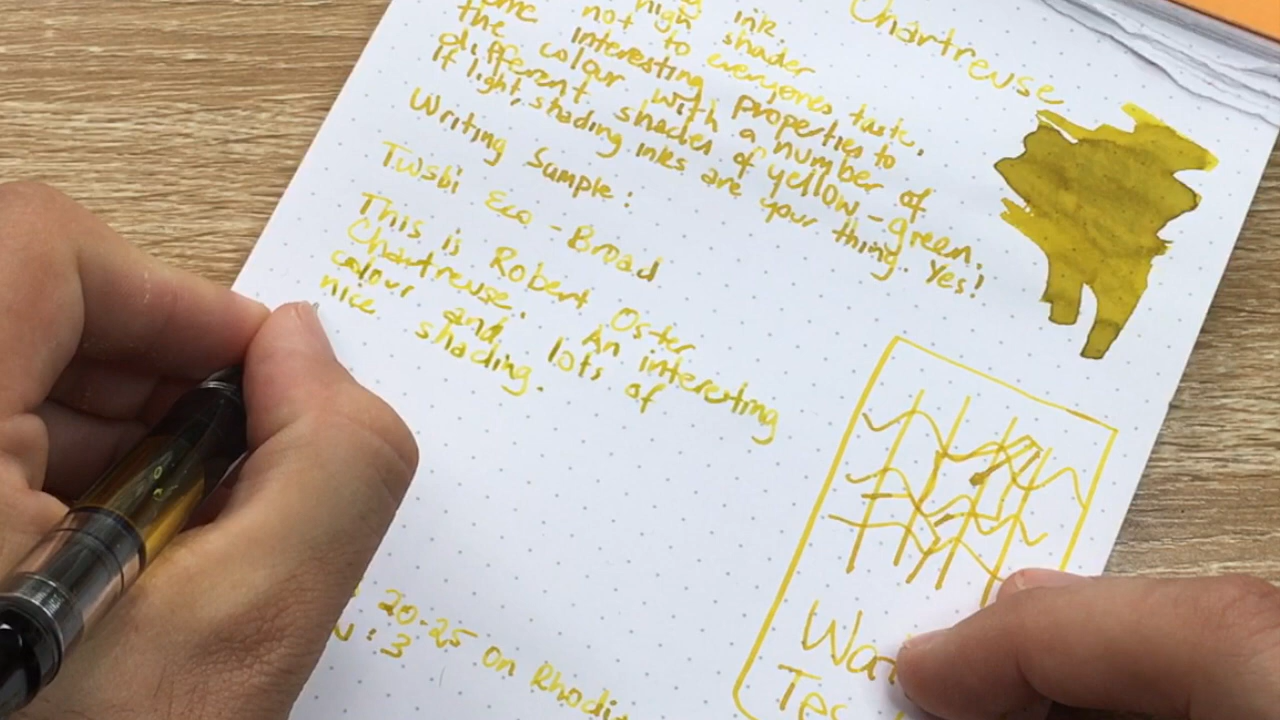 Chartreuse
high ink
not shader
the interesting to everyones taste,
different colour with properties to
If light, shading shades a number of
inks are of yellow-green,
your thing. Yes!
Writing Sample:
Twsbi Eco - Broad
This is Robert Oster
Chartreuse. An interesting
colour and lots of
nice shading.
20-25 on Rhodia
: 3